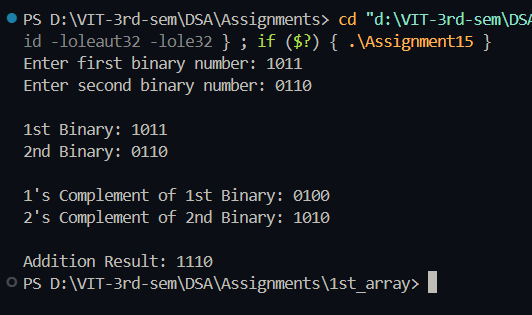 PS D:\VIT-3rd-sem\DSA\Assignments> cd "d:\VIT-3rd-sem\DSA
id -loleaut32 -lole32 } ; if ($?) { .\Assignment15 }
Enter first binary number: 1011
Enter second binary number: 0110
1st Binary: 1011
2nd Binary: 0110
1's Complement of 1st Binary: 0100
2's Complement of 2nd Binary: 1010
Addition Result: 1110
PS D:\VIT-3rd-sem\DSA\Assignments\1st_array>